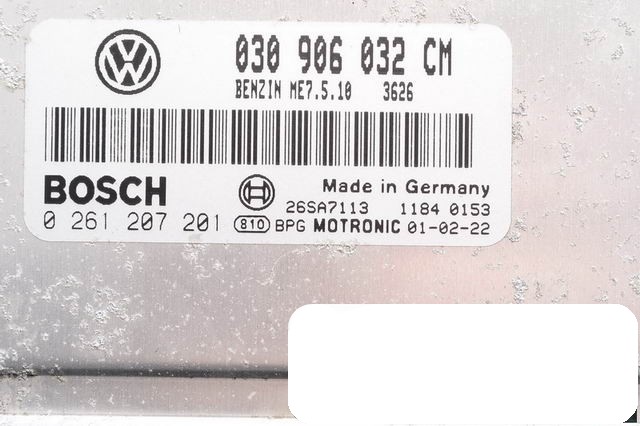 030 906 032 CM
BENZIN ME7.5.10 3626
BOSCH
Made in Germany
26SA7113 1184 0153
0 261 207 201 810 BPG MOTRONIC 01-02-22